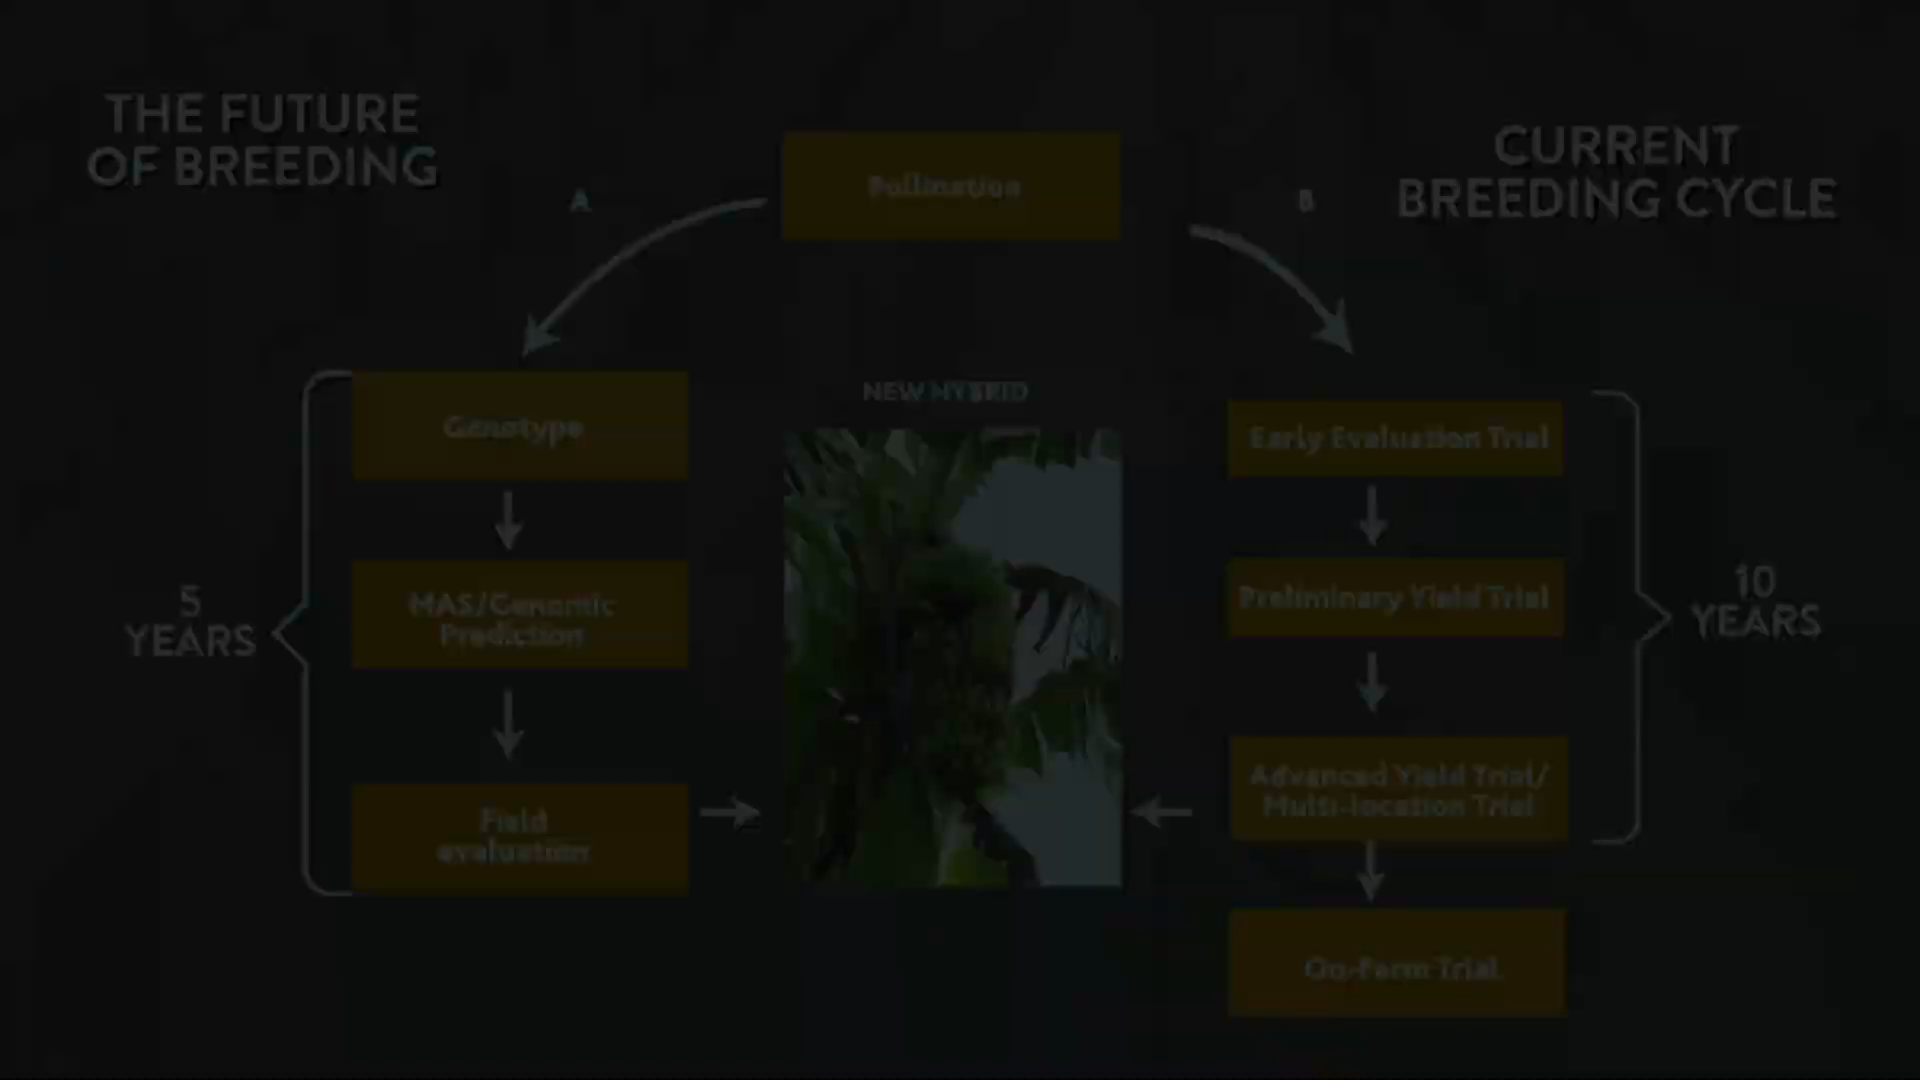 THE FUTURE
OF BREEDING
A
Pollination
B
CURRENT
BREEDING CYCLE
Genotype
MAS/Genomic
Prediction
Field
evaluation
5
YEARS
NEW HYBRID
Early Evaluation Trial
Preliminary Yield Trial
Advanced Yield Trial/
Multi-location Trial
On-Farm Trial
10
YEARS